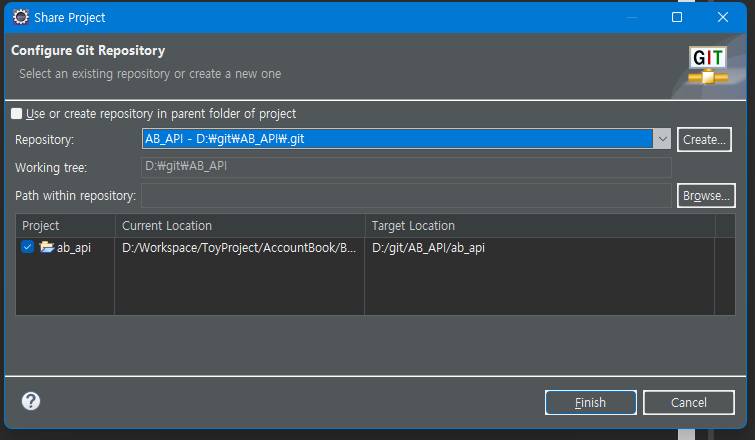 Share Project
Configure Git Repository
Select an existing repository or create a new one
GIT
Use or create repository in parent folder of project
Repository: AB_API - D:₩git₩AB_API₩.git Create...
Working tree: D:₩git₩AB_API
Path within repository: Browse...
Project Current Location Target Location
ab_api D:/Workspace/ToyProject/AccountBook/B... D:/git/AB_API/ab_api
Finish Cancel